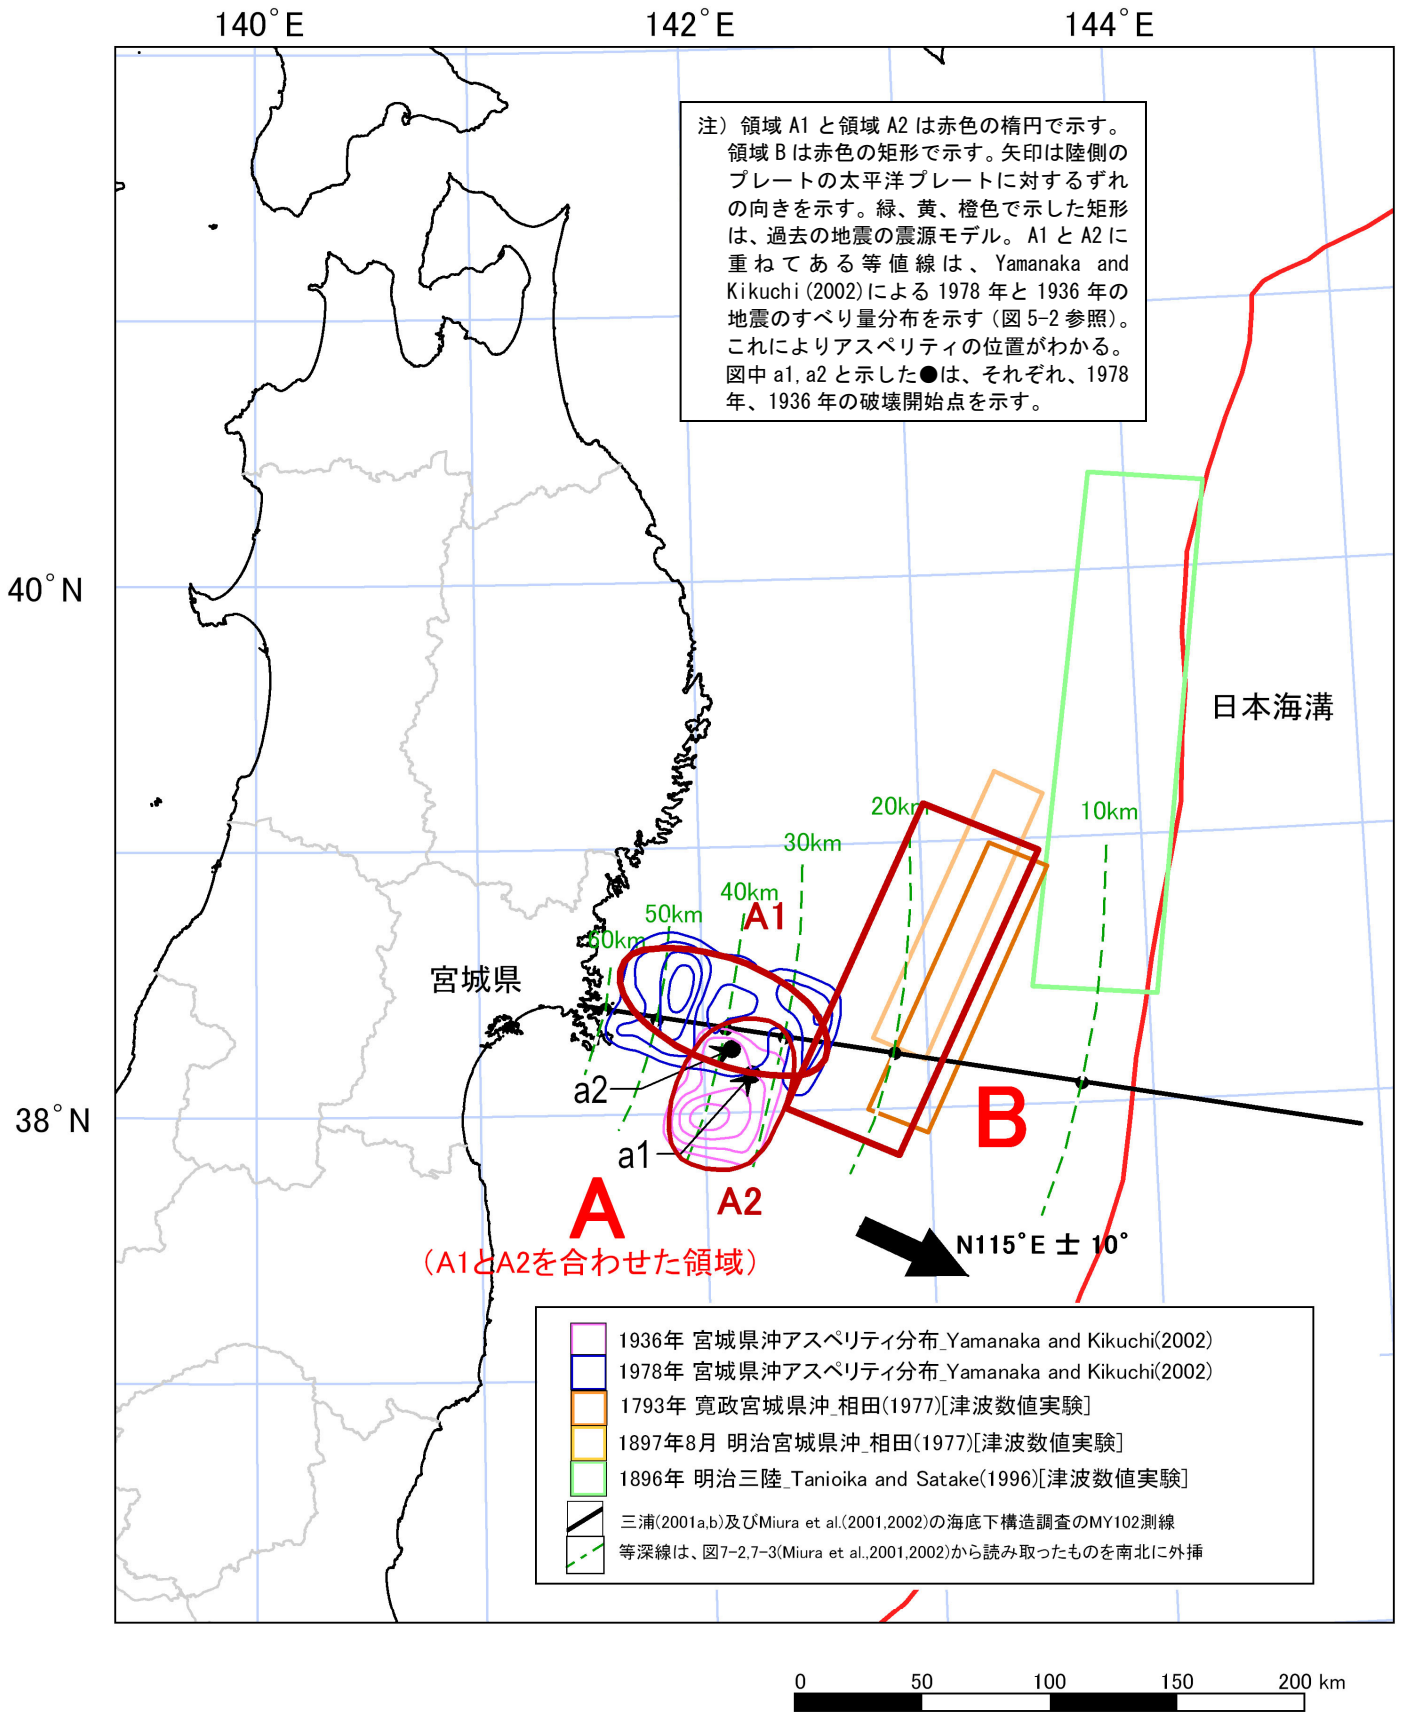 140°E
142°E
144°E
注）領域 A1 と領域 A2 は赤色の楕円で示す。
領域 B は赤色の矩形で示す。矢印は陸側の
プレートの太平洋プレートに対するずれ
の向きを示す。緑、黄、橙色で示した矩形
は、過去の地震の震源モデル。A1 と A2 に
重ねてある等値線は、Yamanaka and
Kikuchi(2002)による 1978 年と 1936 年の
地震のすべり量分布を示す（図 5-2 参照）。
これによりアスペリティの位置がわかる。
図中 a1,a2 と示した●は、それぞれ、1978
年、1936 年の破壊開始点を示す。
40°N
日本海溝
20km
10km
30km
40km
A1
50km
60km
宮城県
a2
38°N
B
a1
A2
A
（A1とA2を合わせた領域）
N115°E ± 10°
1936年 宮城県沖アスペリティ分布_Yamanaka and Kikuchi(2002)
1978年 宮城県沖アスペリティ分布_Yamanaka and Kikuchi(2002)
1793年 寛政宮城県沖_相田(1977)[津波数値実験]
1897年8月 明治宮城県沖_相田(1977)[津波数値実験]
1896年 明治三陸_Tanioika and Satake(1996)[津波数値実験]
三浦(2001a,b)及びMiura et al.(2001,2002)の海底下構造調査のMY102測線
等深線は、図7-2,7-3(Miura et al.,2001,2002)から読み取ったものを南北に外挿
0 50 100 150 200 km